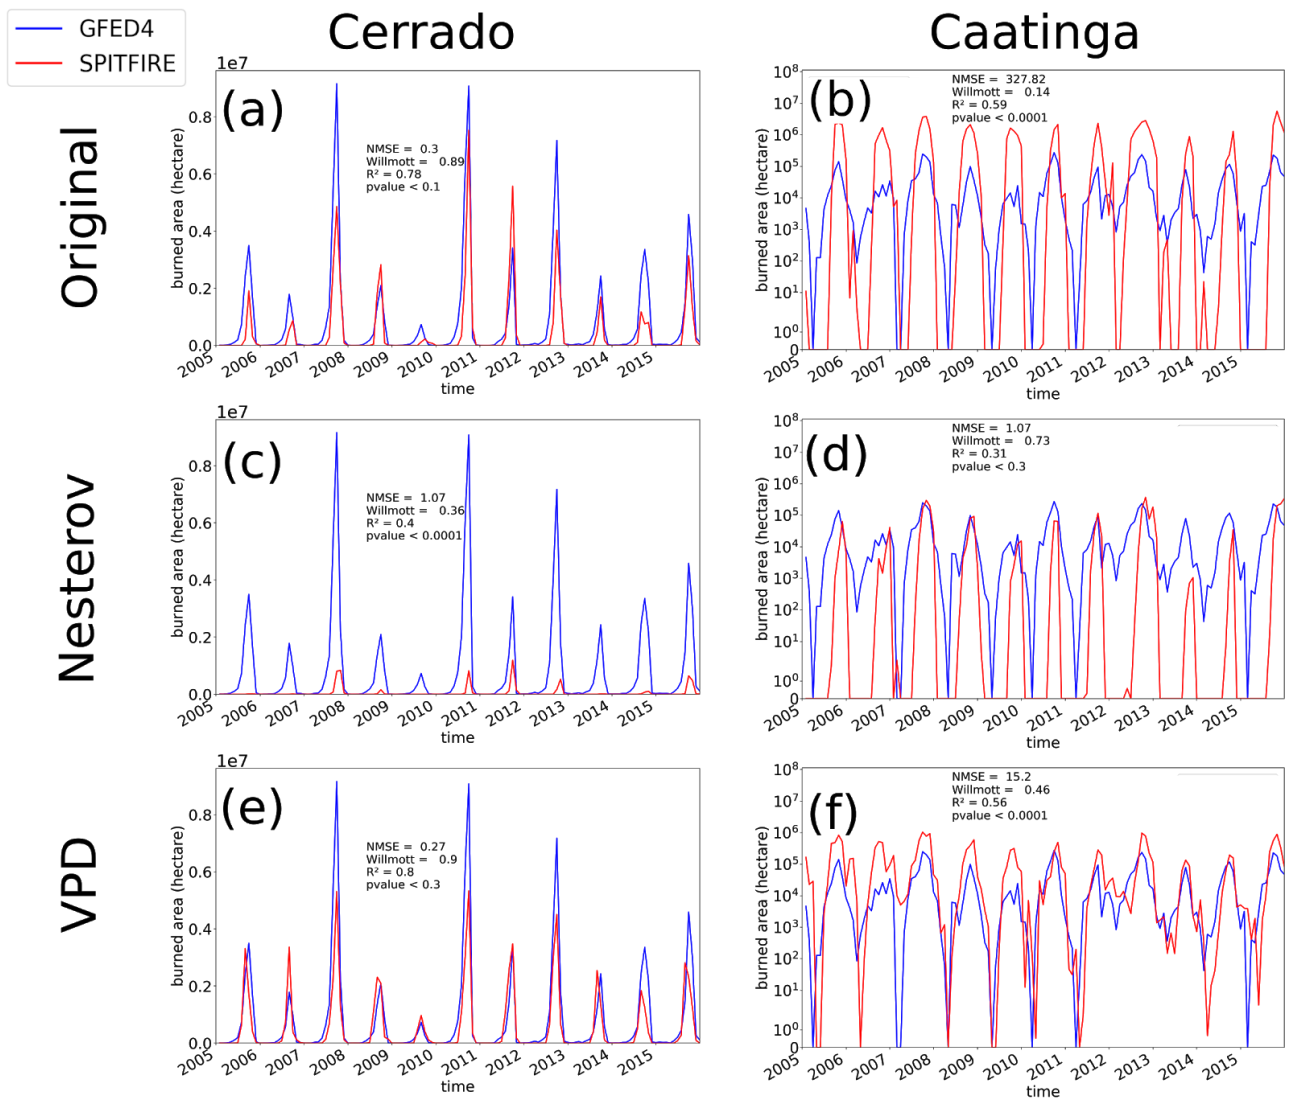 GFED4
SPITFIRE
Cerrado
Caatinga
Original
Nesterov
VPD
1e7
(a)
NMSE = 0.3
Willmott = 0.89
R² = 0.78
pvalue < 0.1
burned area (hectare)
0.8
0.6
0.4
0.2
0.0
2005 2006 2007 2008 2009 2010 2011 2012 2013 2014 2015
time
(b)
NMSE = 327.82
Willmott = 0.14
R² = 0.59
pvalue < 0.0001
burned area (hectare)
10⁸
10⁷
10⁶
10⁵
10⁴
10³
10²
10¹
10⁰
0
2005 2006 2007 2008 2009 2010 2011 2012 2013 2014 2015
time
1e7
(c)
NMSE = 1.07
Willmott = 0.36
R² = 0.4
pvalue < 0.0001
burned area (hectare)
0.8
0.6
0.4
0.2
0.0
2005 2006 2007 2008 2009 2010 2011 2012 2013 2014 2015
time
(d)
NMSE = 1.07
Willmott = 0.73
R² = 0.31
pvalue < 0.3
burned area (hectare)
10⁸
10⁷
10⁶
10⁵
10⁴
10³
10²
10¹
10⁰
0
2005 2006 2007 2008 2009 2010 2011 2012 2013 2014 2015
time
1e7
(e)
NMSE = 0.27
Willmott = 0.9
R² = 0.8
pvalue < 0.3
burned area (hectare)
0.8
0.6
0.4
0.2
0.0
2005 2006 2007 2008 2009 2010 2011 2012 2013 2014 2015
time
(f)
NMSE = 15.2
Willmott = 0.46
R² = 0.56
pvalue < 0.0001
burned area (hectare)
10⁸
10⁷
10⁶
10⁵
10⁴
10³
10²
10¹
10⁰
0
2005 2006 2007 2008 2009 2010 2011 2012 2013 2014 2015
time